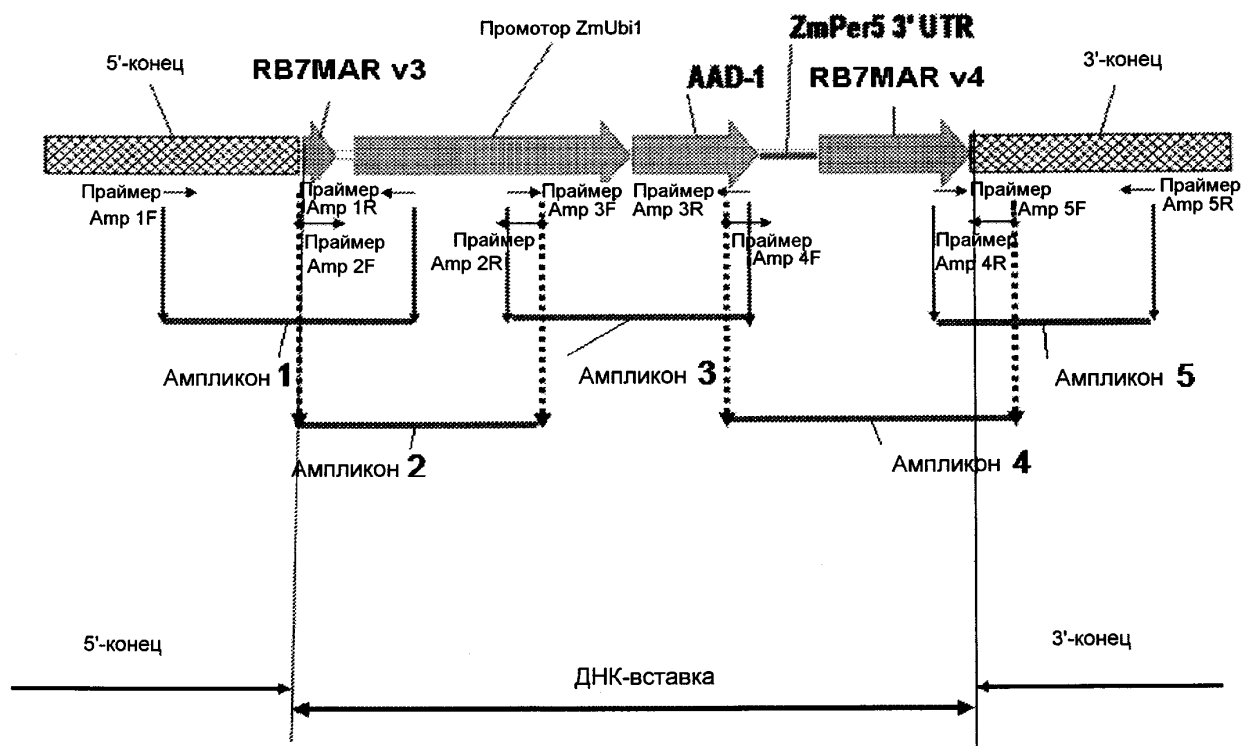 Промотор ZmUbi1
ZmPer5 3' UTR
5'-конец
RB7MAR v3
AAD-1
RB7MAR v4
3'-конец
Праймер
Amp 1F
Праймер
Amp 1R
Праймер
Amp 2F
Праймер
Amp 2R
Праймер
Amp 3F
Праймер
Amp 3R
Праймер
Amp 4F
Праймер
Amp 4R
Праймер
Amp 5F
Праймер
Amp 5R
Ампликон 1
Ампликон 3
Ампликон 5
Ампликон 2
Ампликон 4
5'-конец
3'-конец
ДНК-вставка